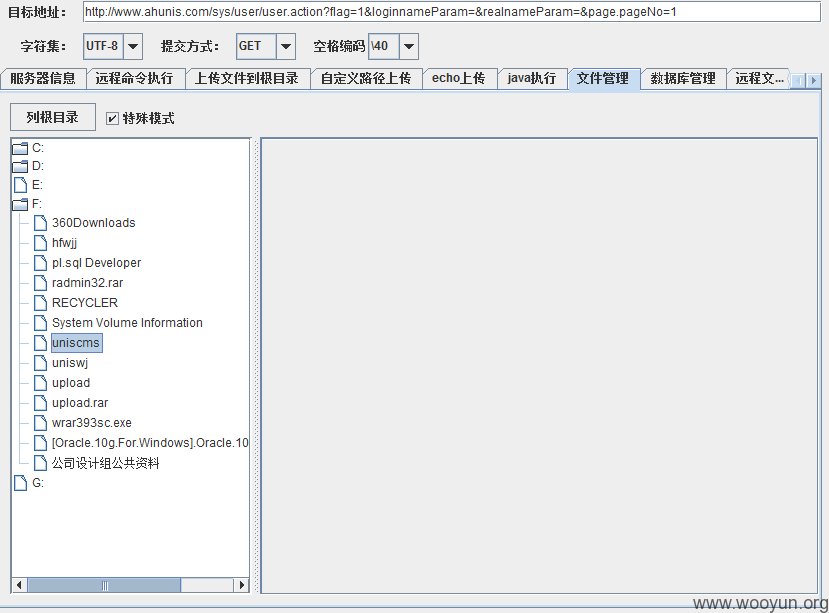 目标地址： http://www.ahunis.com/sys/user/user.action?flag=1&loginnameParam=&realnameParam=&page.pageNo=1
字符集： UTF-8 提交方式： GET 空格编码 \40
服务器信息 远程命令执行 上传文件到根目录 自定义路径上传 echo上传 java执行 文件管理 数据库管理 远程文...
列根目录 特殊模式
C:
D:
E:
F:
360Downloads
hfwjj
pl.sql Developer
radmin32.rar
RECYCLER
System Volume Information
uniscms
uniswj
upload
upload.rar
wrar393sc.exe
[Oracle.10g.For.Windows].Oracle.10
公司设计组公共资料
G:
www.wooyun.org